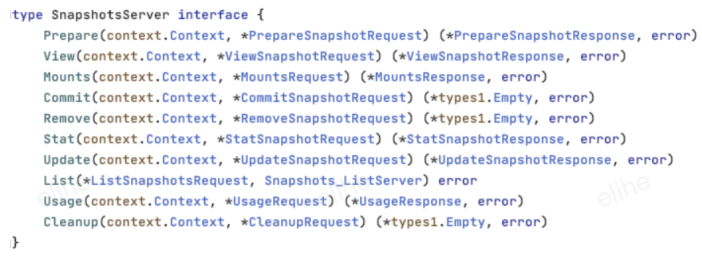 type SnapshotsServer interface {
Prepare(context.Context, *PrepareSnapshotRequest) (*PrepareSnapshotResponse, error)
View(context.Context, *ViewSnapshotRequest) (*ViewSnapshotResponse, error)
Mounts(context.Context, *MountsRequest) (*MountsResponse, error)
Commit(context.Context, *CommitSnapshotRequest) (*types1.Empty, error)
Remove(context.Context, *RemoveSnapshotRequest) (*types1.Empty, error)
Stat(context.Context, *StatSnapshotRequest) (*StatSnapshotResponse, error)
Update(context.Context, *UpdateSnapshotRequest) (*UpdateSnapshotResponse, error)
List(*ListSnapshotsRequest, Snapshots_ListServer) error
Usage(context.Context, *UsageRequest) (*UsageResponse, error)
Cleanup(context.Context, *CleanupRequest) (*types1.Empty, error)
}
elihe
elihe